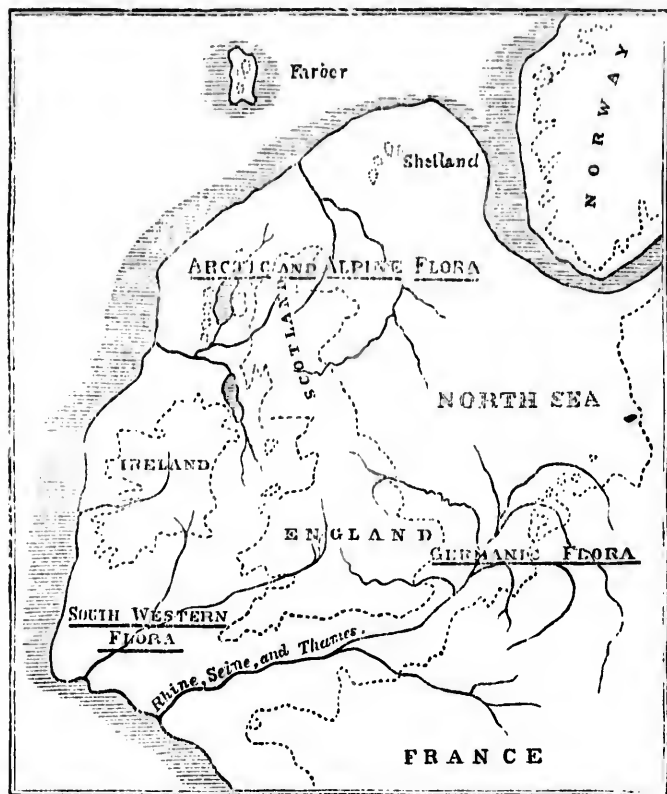 Faröer
NORWAY
Shetland
ARCTIC AND ALPINE FLORA
SCOTLAND
NORTH SEA
IRELAND
ENGLAND
GERMANIC FLORA
SOUTH WESTERN
FLORA
Rhine, Seine, and Thames.
FRANCE